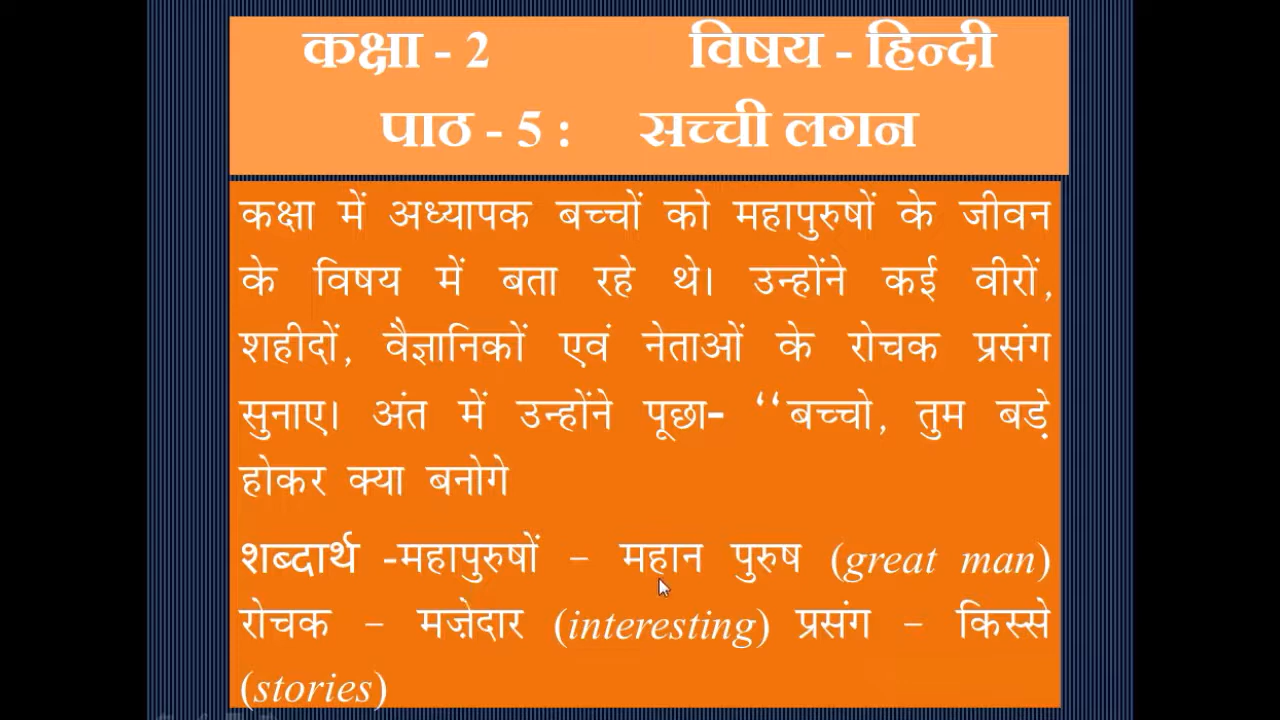 कक्षा - 2 विषय - हिन्दी
पाठ - 5 : सच्ची लगन
कक्षा में अध्यापक बच्चों को महापुरुषों के जीवन
के विषय में बता रहे थे। उन्होंने कई वीरों,
शहीदों, वैज्ञानिकों एवं नेताओं के रोचक प्रसंग
सुनाए। अंत में उन्होंने पूछा- ‘‘बच्चो, तुम बड़े
होकर क्या बनोगे
शब्दार्थ -महापुरुषों – महान पुरुष (great man)
रोचक – मज़ेदार (interesting) प्रसंग – किस्से
(stories)